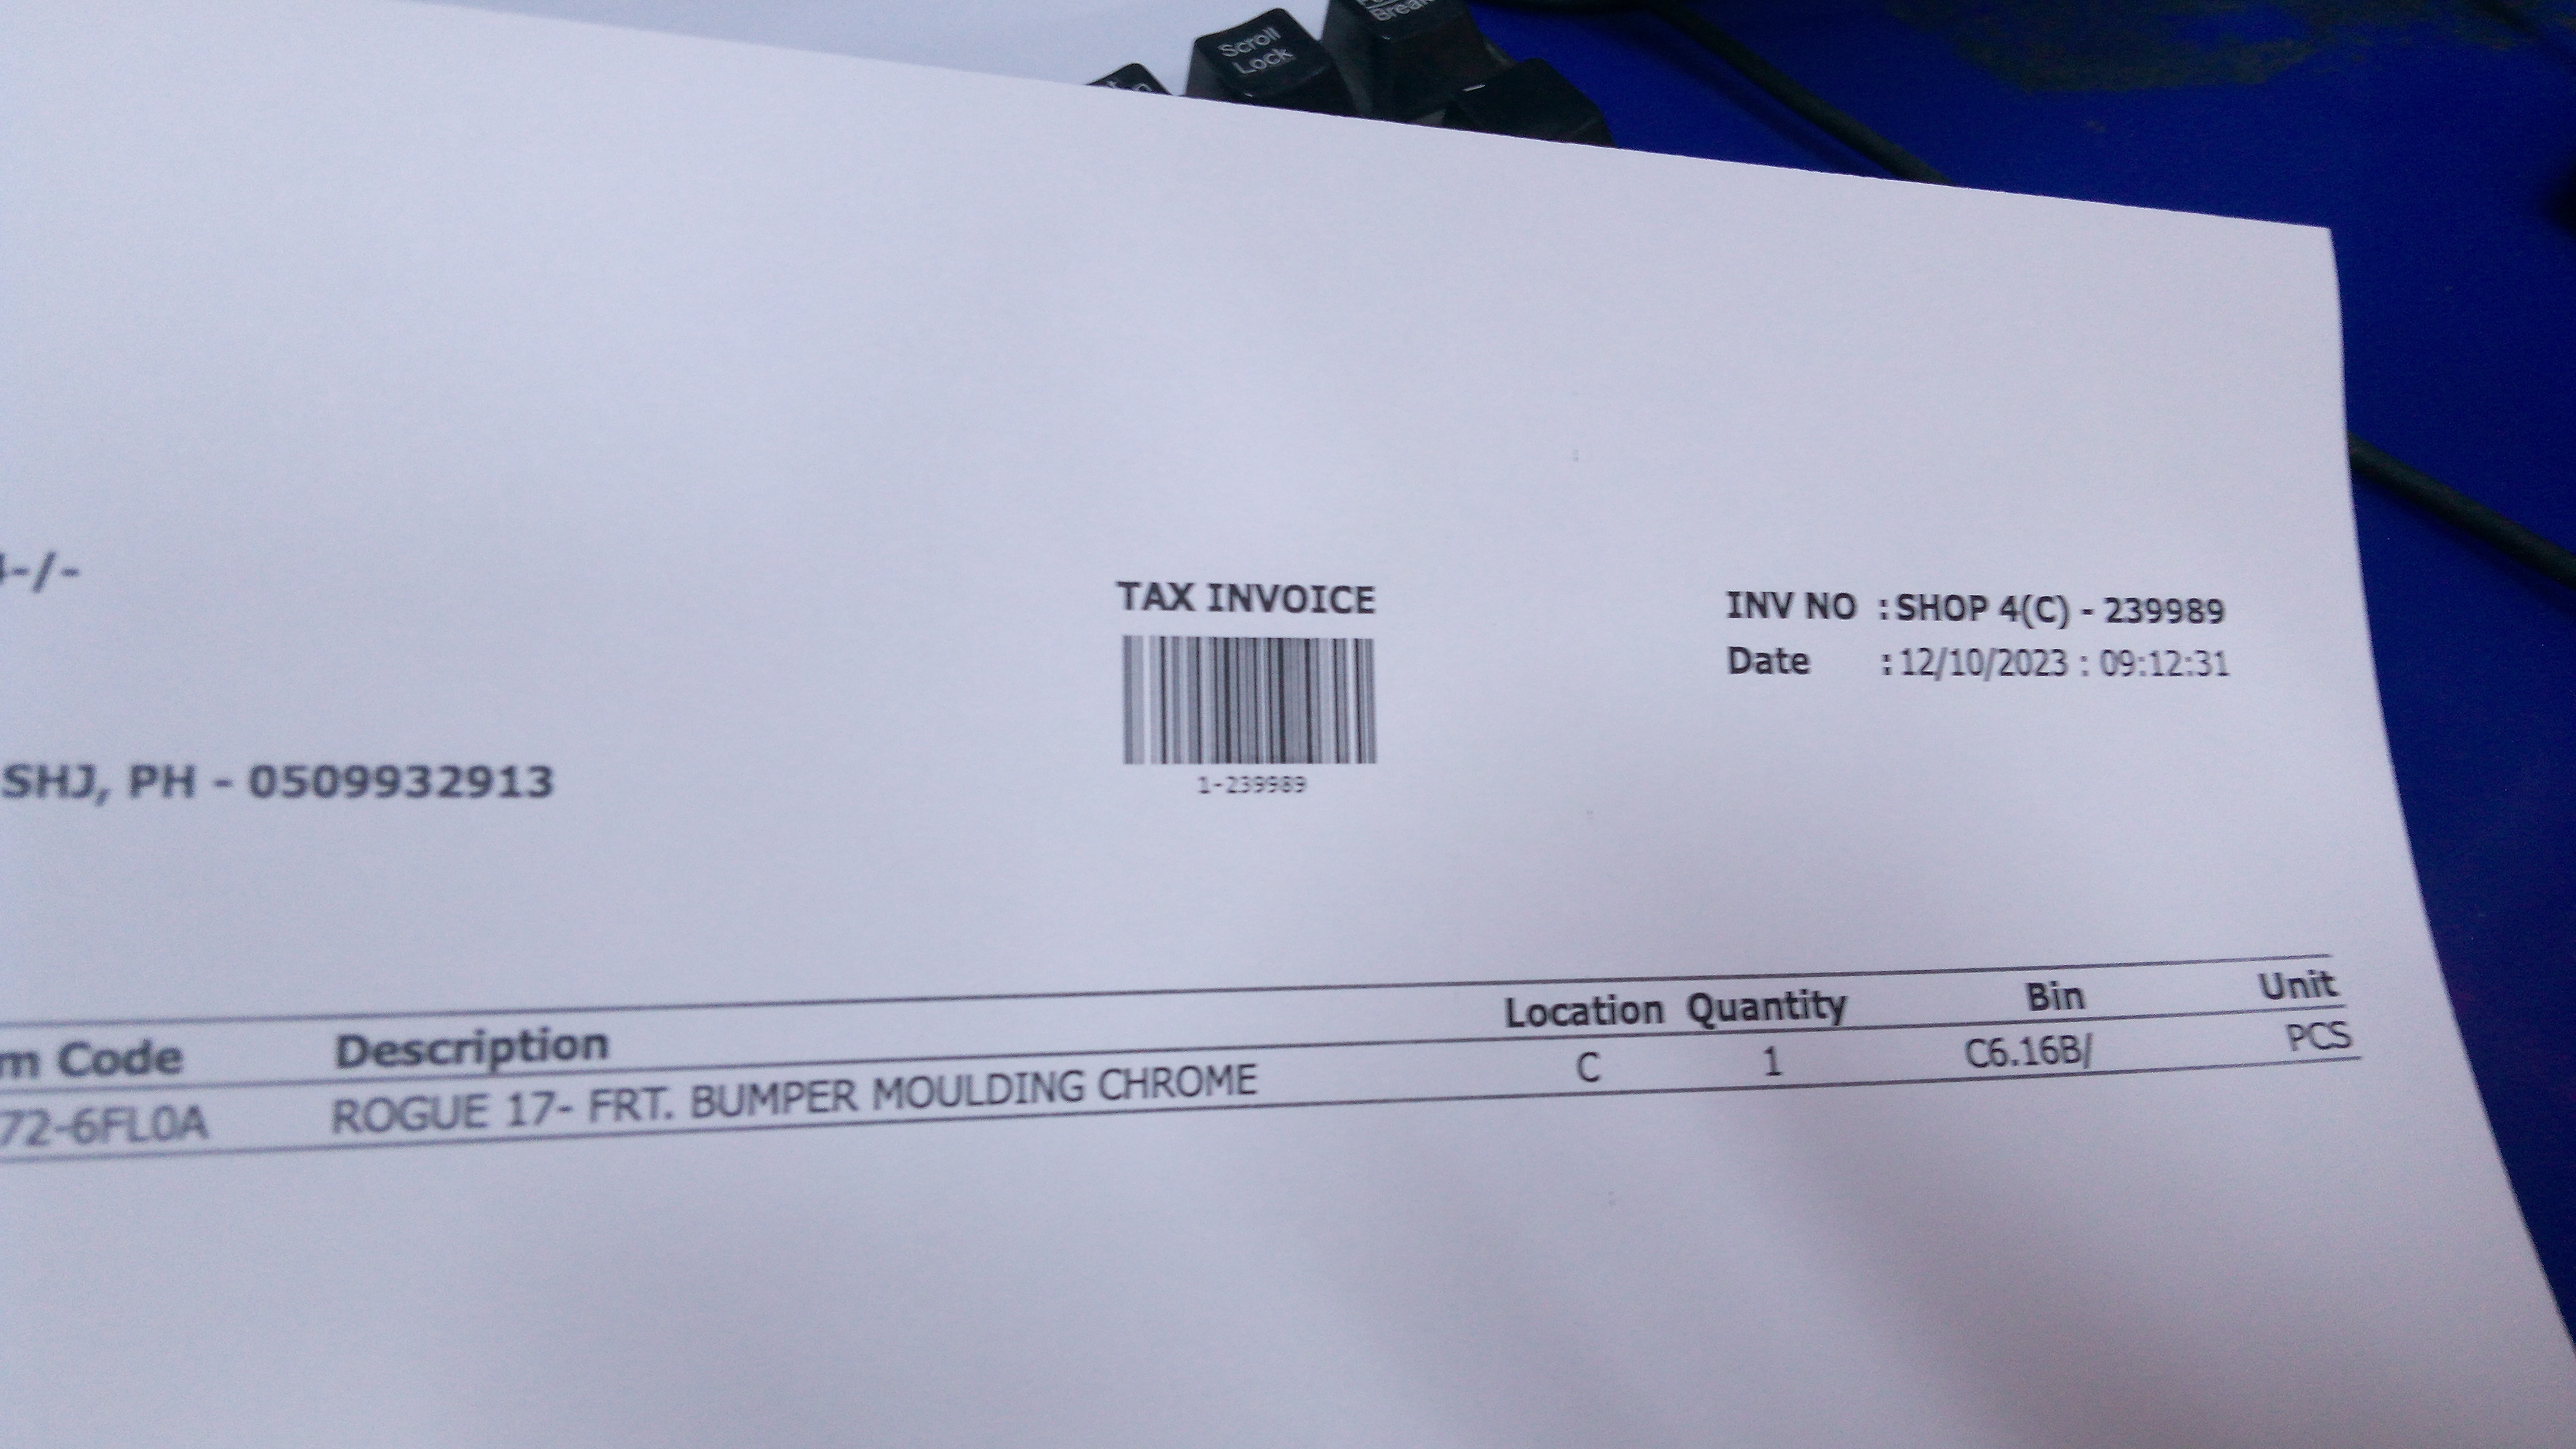 Scroll
Lock
Break
-/-
TAX INVOICE
INV NO : SHOP 4(C) - 239989
Date : 12/10/2023 : 09:12:31
SHJ, PH - 0509932913
1-239989
m Code Description Location Quantity Bin Unit
72-6FL0A ROGUE 17- FRT. BUMPER MOULDING CHROME C 1 C6.16B/ PCS